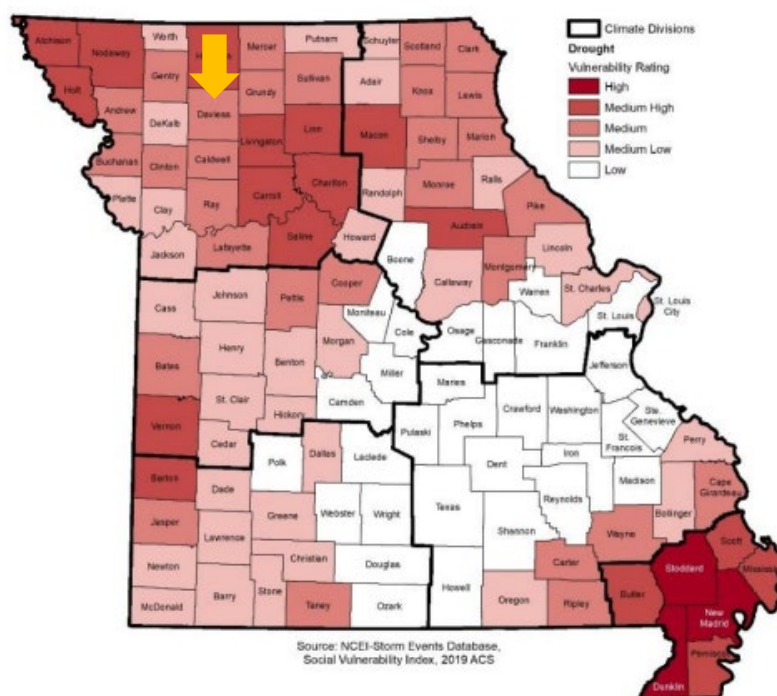 Climate Divisions
Drought
Vulnerability Rating
High
Medium High
Medium
Medium Low
Low
Atchison
Nodaway
Worth
Mercer
Putnam
Schuyler
Scotland
Clark
Holt
Gentry
Sullivan
Adair
Knox
Lewis
Andrew
DeKalb
Daviess
Grundy
Livingston
Linn
Macon
Shelby
Marion
Buchanan
Clinton
Caldwell
Platte
Clay
Ray
Carroll
Chariton
Randolph
Monroe
Ralls
Pike
Jackson
Lafayette
Saline
Howard
Boone
Audrain
Callaway
Montgomery
Lincoln
Warren
St. Charles
St. Louis
St. Louis
City
Cass
Johnson
Pettis
Cooper
Moniteau
Cole
Osage
Gasconade
Franklin
Jefferson
Bates
Henry
Benton
Morgan
Miller
Maries
Vernon
St. Clair
Hickory
Camden
Pulaski
Phelps
Crawford
Washington
Ste.
Genevieve
St.
Francois
Perry
Cedar
Polk
Dallas
Laclede
Dent
Iron
Madison
Cape
Girardeau
Barton
Dade
Greene
Webster
Wright
Texas
Reynolds
Bollinger
Jasper
Lawrence
Christian
Douglas
Shannon
Wayne
Scott
Newton
Stone
Howell
Carter
Butler
Stoddard
Mississippi
McDonald
Barry
Taney
Ozark
Oregon
Ripley
New
Madrid
Pemiscot
Dunklin
Source: NCEI-Storm Events Database,
Social Vulnerability Index, 2019 ACS